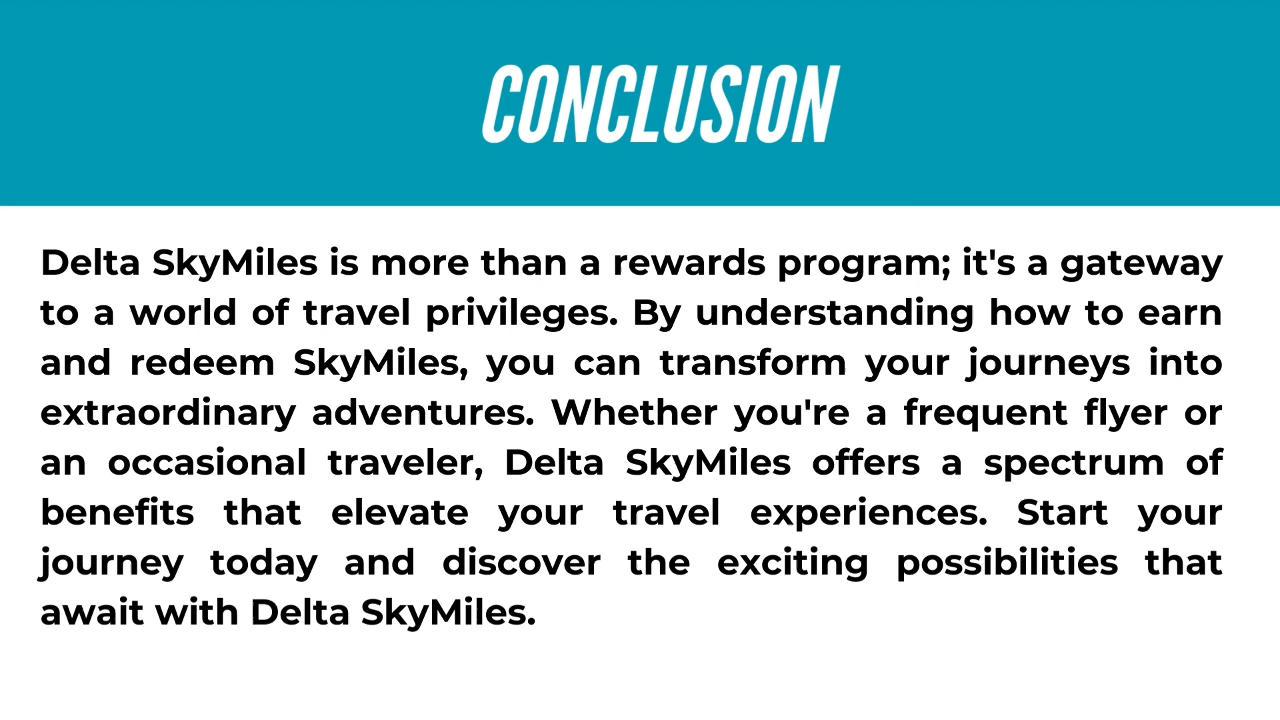 CONCLUSION
Delta SkyMiles is more than a rewards program; it's a gateway
to a world of travel privileges. By understanding how to earn
and redeem SkyMiles, you can transform your journeys into
extraordinary adventures. Whether you're a frequent flyer or
an occasional traveler, Delta SkyMiles offers a spectrum of
benefits that elevate your travel experiences. Start your
journey today and discover the exciting possibilities that
await with Delta SkyMiles.